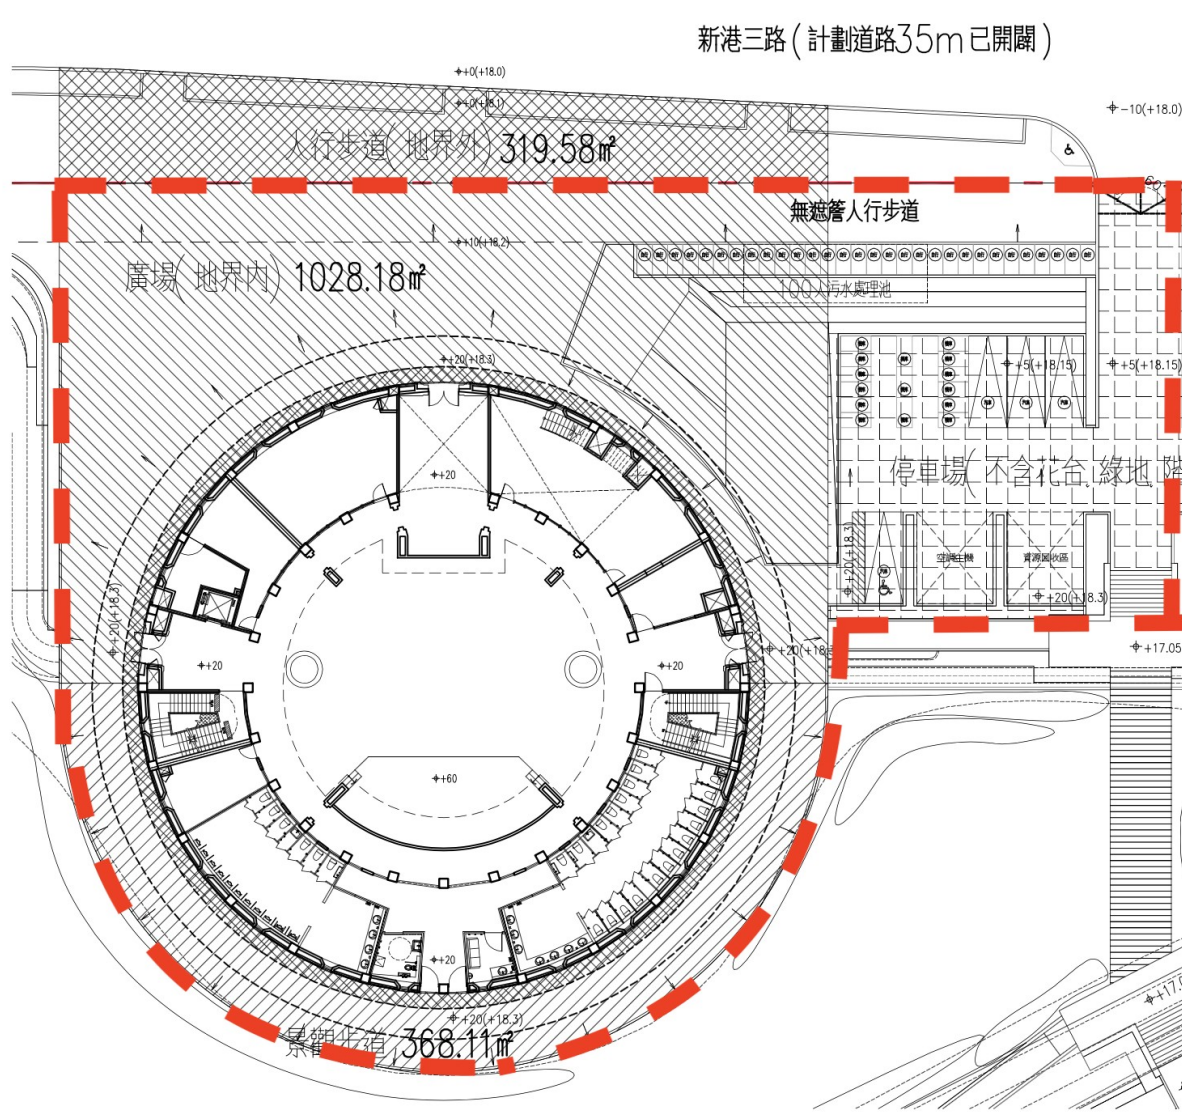 新港三路(計劃道路35m已開闢)
+0(+18.0)
+0(+18.1)
-10(+18.0)
人行步道(地界外) 319.58㎡
60
無遮簷人行步道
+10(+18.2)
廣場(地界內) 1028.18㎡
100人污水處理池
+20(+18.3)
+5(+18.15)
+5(+18.15)
+20
停車場(不含花台.綠地.階
+20(+18.3)
空調主機
資源回收區
+20(+18.3)
+20(+18.3)
+20
+20
+20(+18.3
+17.05
+60
+20
+17.0
+20(+18.3)
景觀步道 368.11㎡